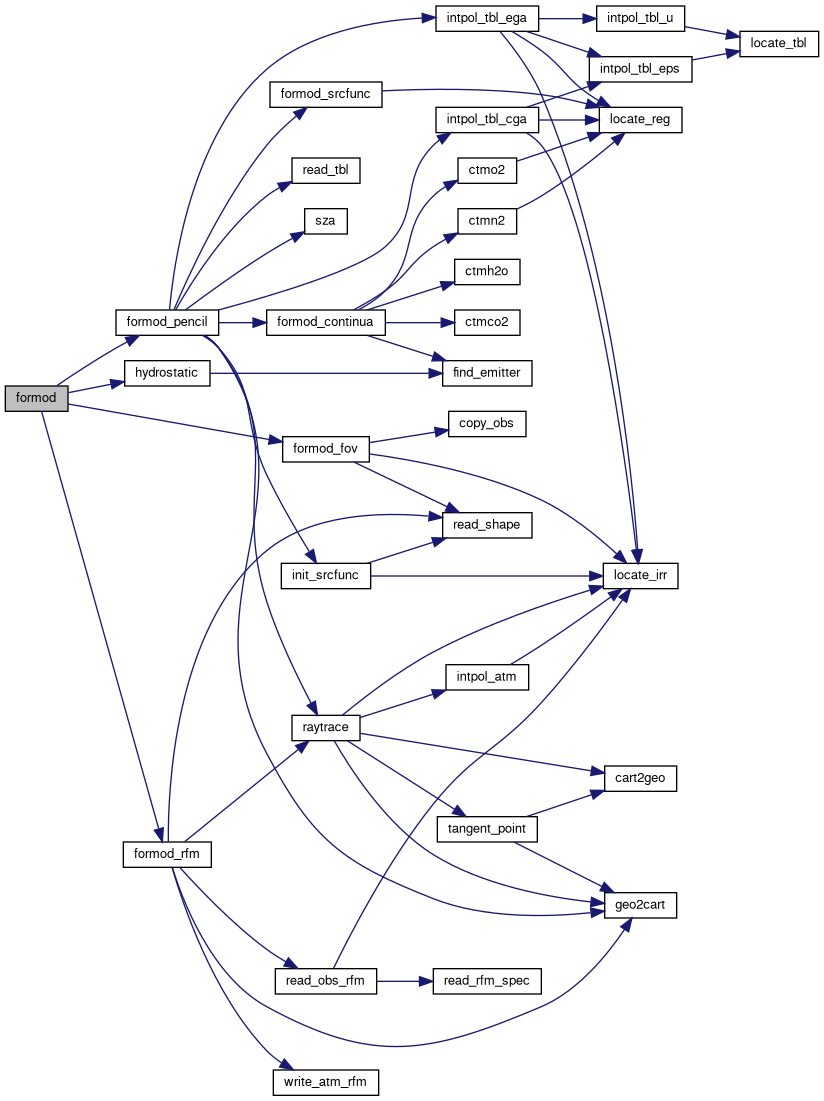 intpol_tbl_ega
intpol_tbl_u
locate_tbl
intpol_tbl_eps
formod_srcfunc
intpol_tbl_cga
locate_reg
read_tbl
ctmo2
sza
ctmn2
ctmh2o
formod_pencil
formod_continua
ctmco2
hydrostatic
find_emitter
formod
copy_obs
formod_fov
read_shape
init_srcfunc
locate_irr
intpol_atm
raytrace
cart2geo
tangent_point
formod_rfm
geo2cart
read_obs_rfm
read_rfm_spec
write_atm_rfm